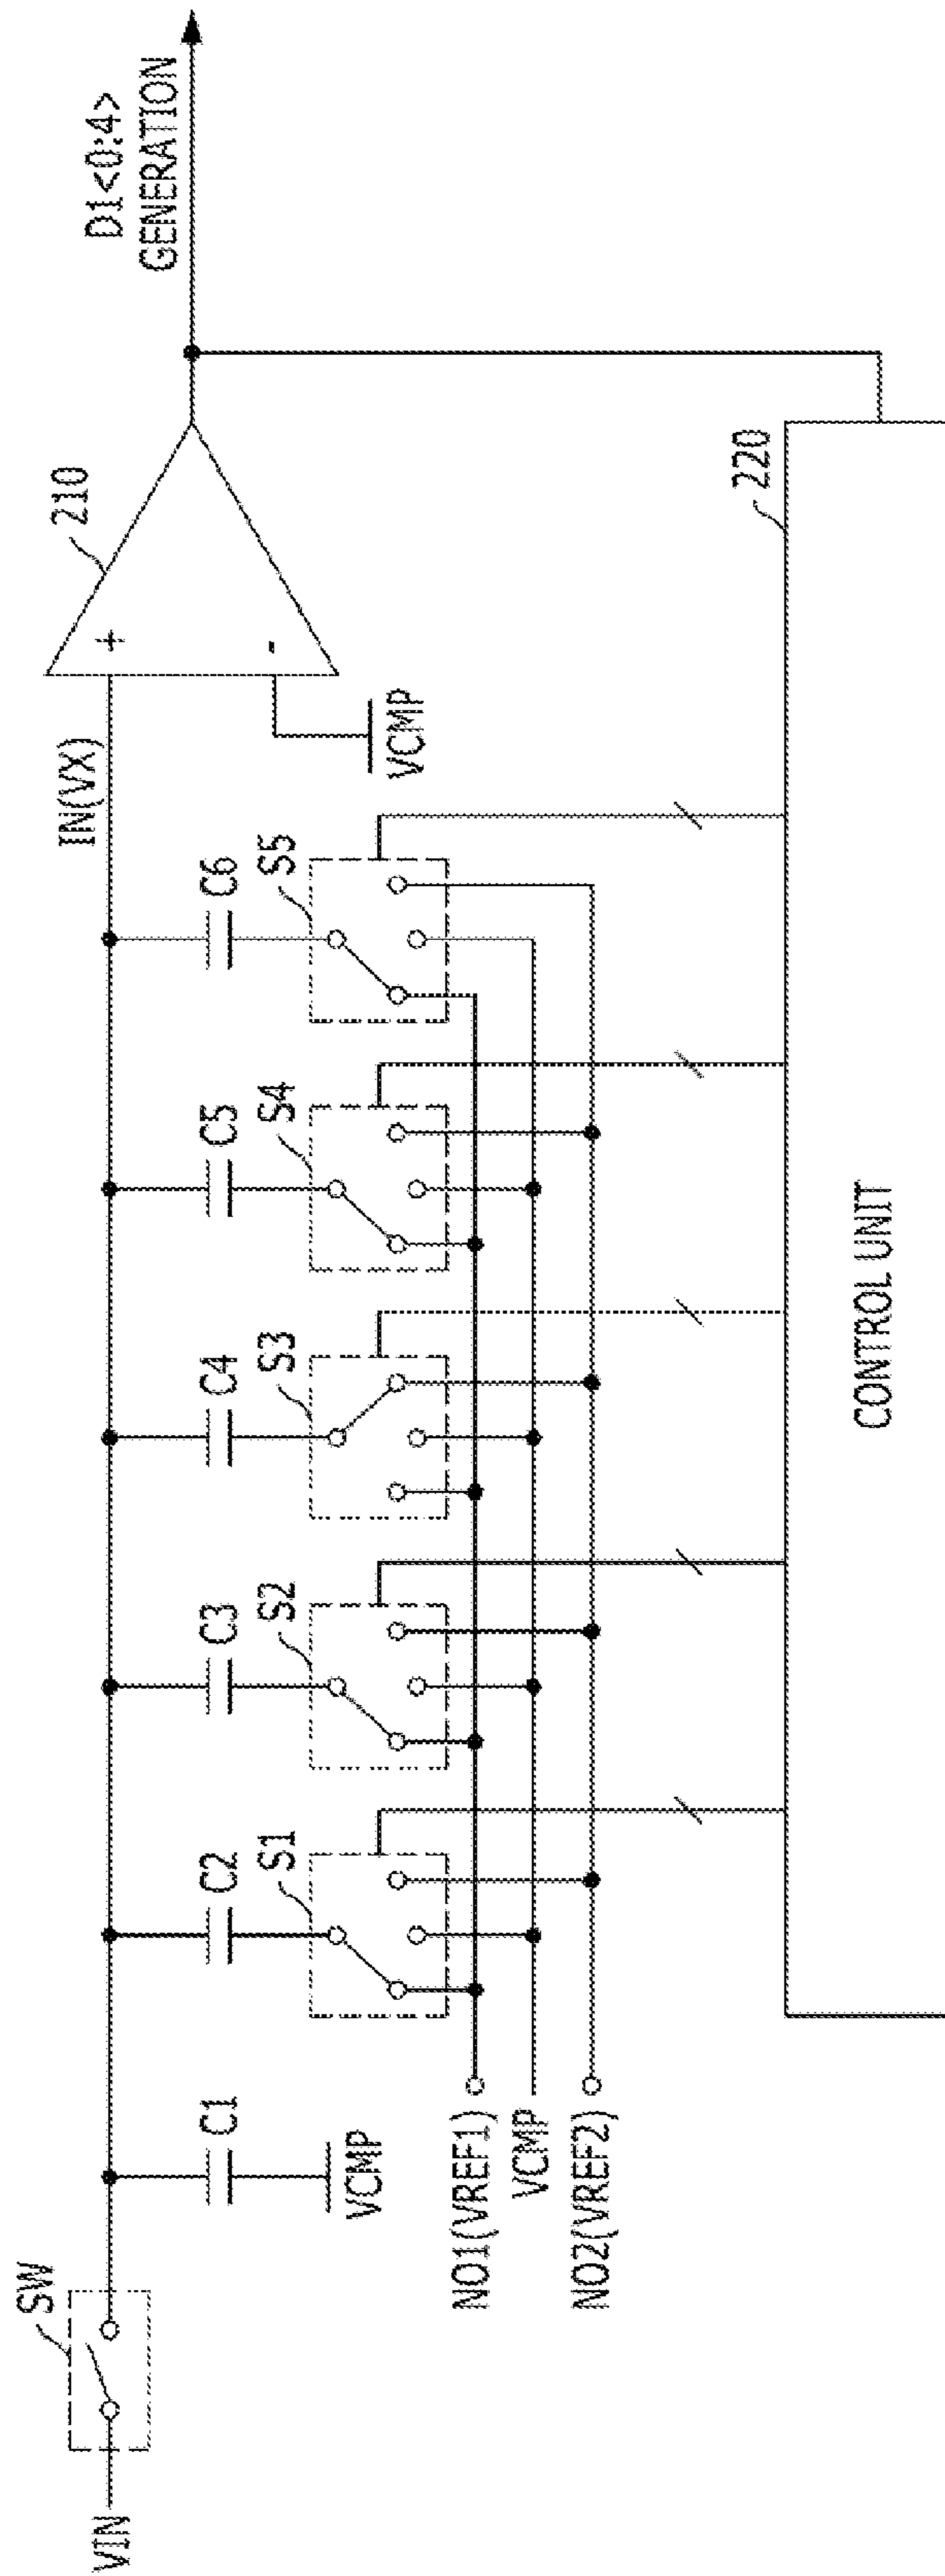 VIN
SW
C1
VCMP
C2
S1
C3
S2
C4
S3
C5
S4
C6
S5
IN(VX)
+
-
VCMP
210
D1<0:4>
GENERATION
NO1(VREF1)
VCMP
NO2(VREF2)
220
CONTROL UNIT